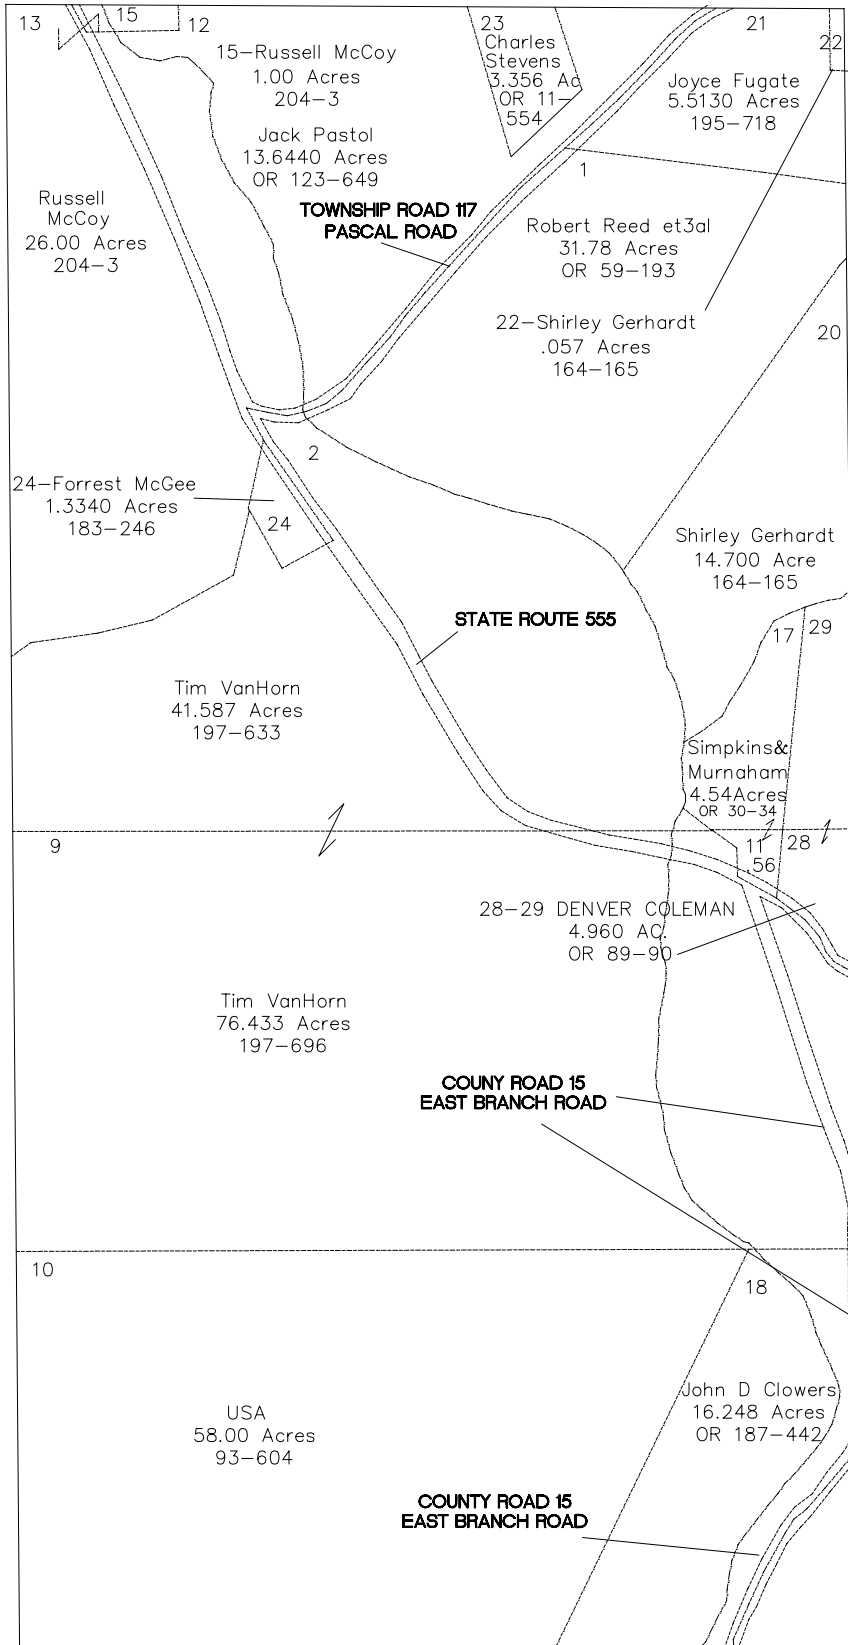 13
15
12
23
21
22
15-Russell McCoy
1.00 Acres
204-3
Charles
Stevens
3.356 Ac
OR 11-
554
Joyce Fugate
5.5130 Acres
195-718
Jack Pastol
13.6440 Acres
OR 123-649
1
Russell
McCoy
26.00 Acres
204-3
TOWNSHIP ROAD 117
PASCAL ROAD
Robert Reed et3al
31.78 Acres
OR 59-193
22-Shirley Gerhardt
.057 Acres
164-165
20
2
24-Forrest McGee
1.3340 Acres
183-246
24
Shirley Gerhardt
14.700 Acre
164-165
STATE ROUTE 555
17
29
Tim VanHorn
41.587 Acres
197-633
Simpkins&
Murnaham
4.54Acres
OR 30-34
9
11
.56
28
28-29 DENVER COLEMAN
4.960 AC.
OR 89-90
Tim VanHorn
76.433 Acres
197-696
COUNY ROAD 15
EAST BRANCH ROAD
10
18
John D Clowers
16.248 Acres
OR 187-442
USA
58.00 Acres
93-604
COUNTY ROAD 15
EAST BRANCH ROAD